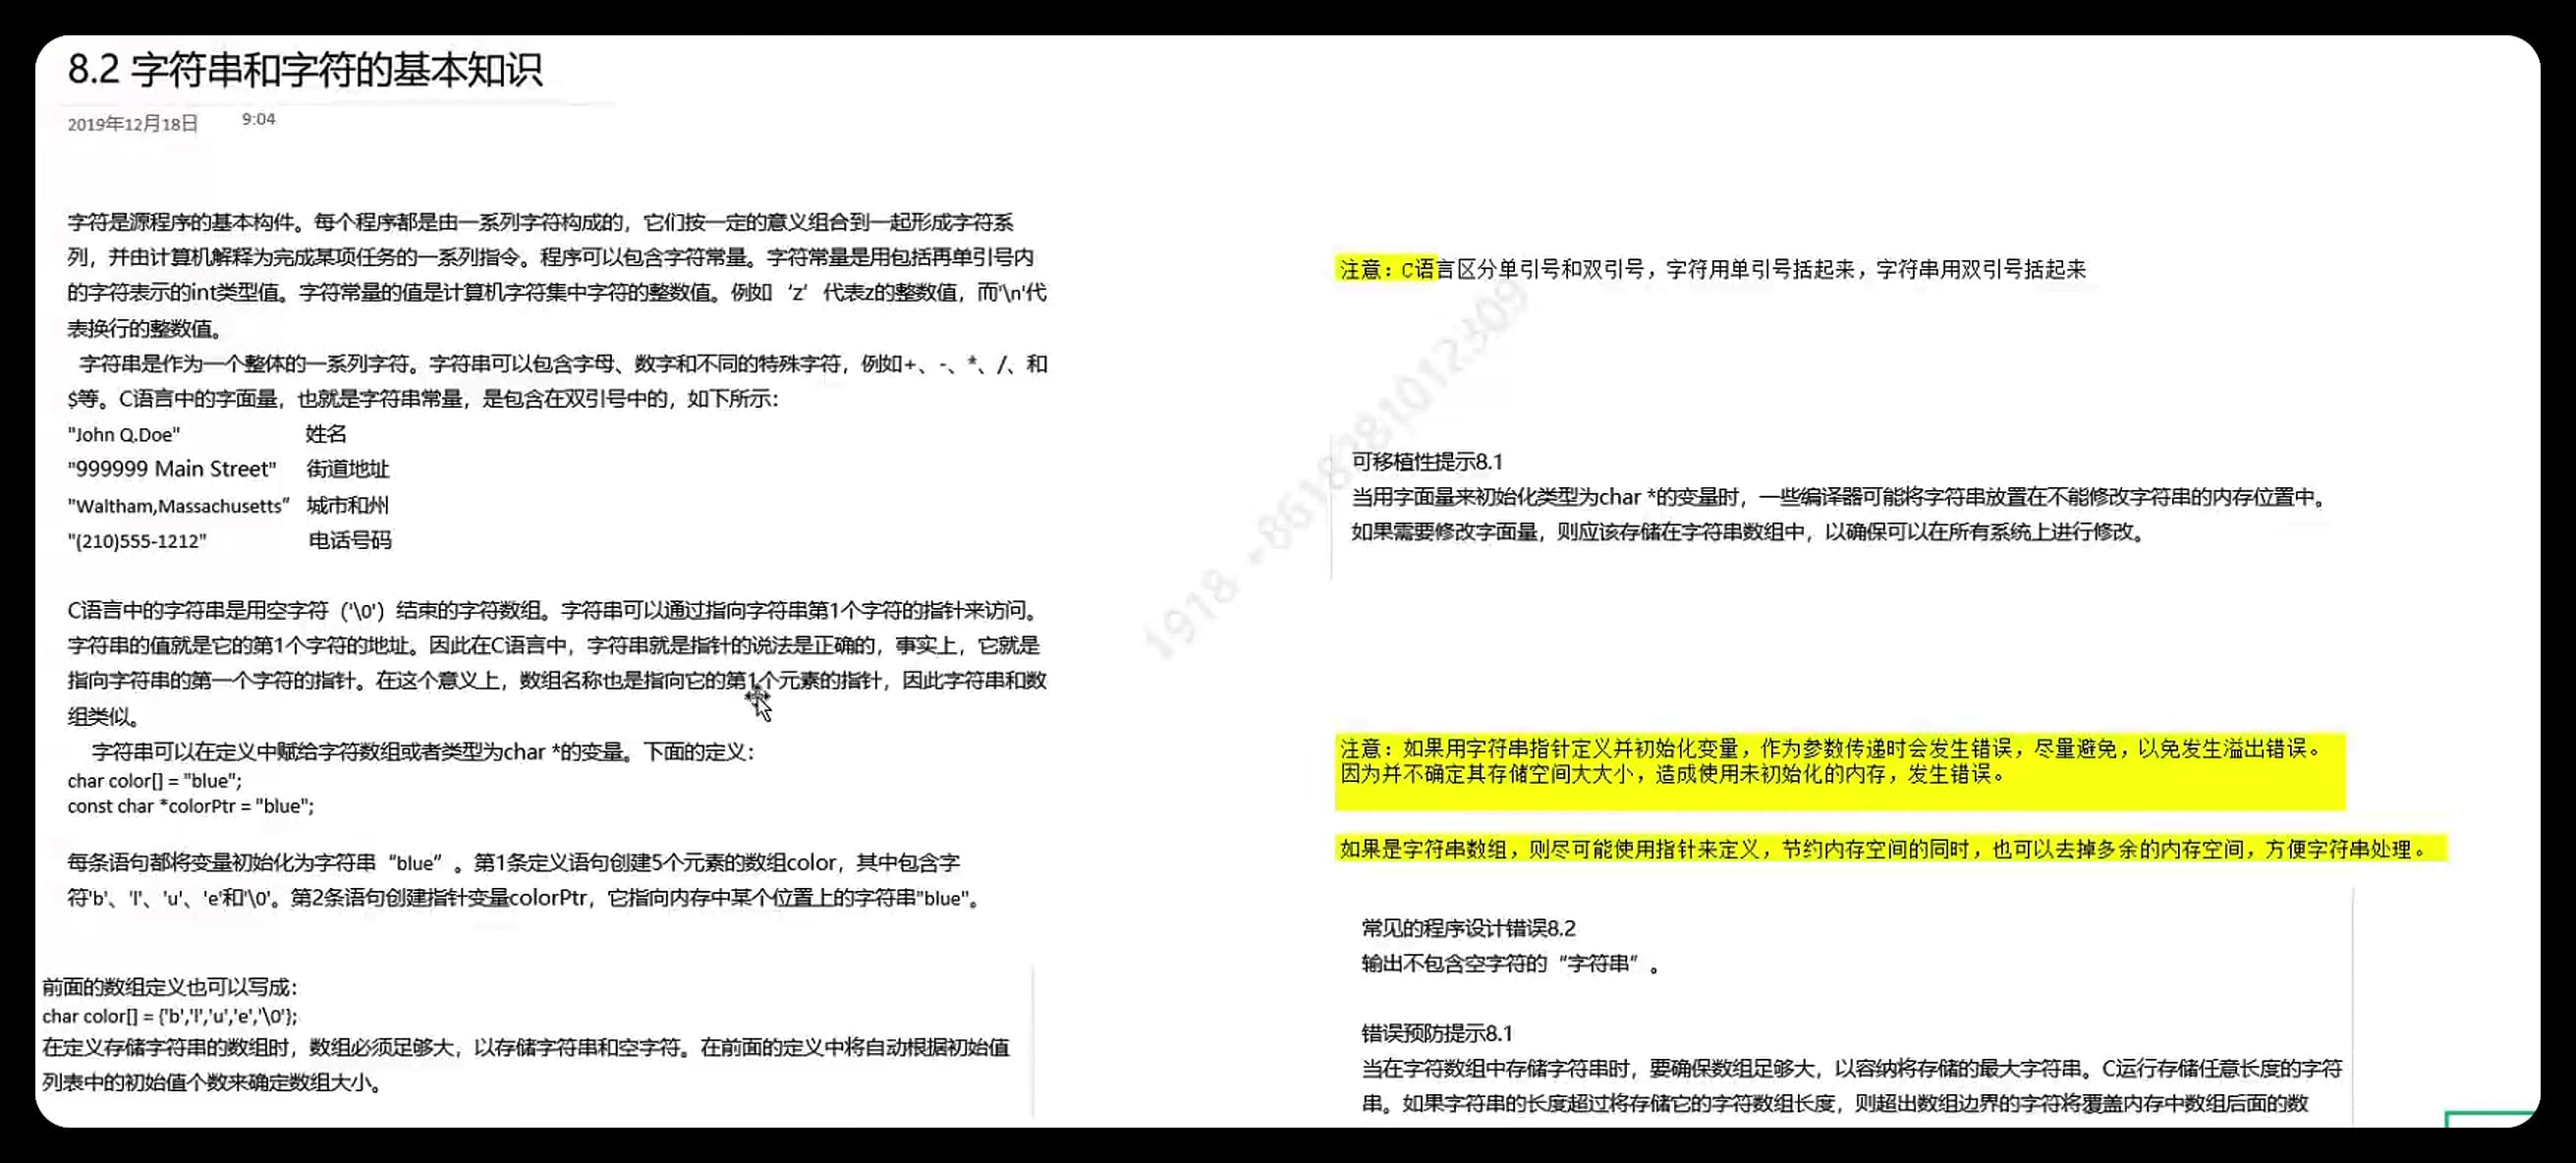 8.2 字符串和字符的基本知识
2019年12月18日 9:04
字符是源程序的基本构件。每个程序都是由一系列字符构成的，它们按一定的意义组合到一起形成字符系
列，并由计算机解释为完成某项任务的一系列指令。程序可以包含字符常量。字符常量是用包括再单引号内
的字符表示的int类型值。字符常量的值是计算机字符集中字符的整数值。例如‘z’代表z的整数值，而'\n'代
表换行的整数值。
字符串是作为一个整体的一系列字符。字符串可以包含字母、数字和不同的特殊字符，例如+、-、*、/、和
$等。C语言中的字面量，也就是字符串常量，是包含在双引号中的，如下所示：
"John Q.Doe" 姓名
"999999 Main Street" 街道地址
"Waltham,Massachusetts" 城市和州
"(210)555-1212" 电话号码
C语言中的字符串是用空字符（'\0'）结束的字符数组。字符串可以通过指向字符串第1个字符的指针来访问。
字符串的值就是它的第1个字符的地址。因此在C语言中，字符串就是指针的说法是正确的，事实上，它就是
指向字符串的第一个字符的指针。在这个意义上，数组名称也是指向它的第1个元素的指针，因此字符串和数
组类似。
字符串可以在定义中赋给字符数组或者类型为char *的变量。下面的定义：
char color[] = "blue";
const char *colorPtr = "blue";
每条语句都将变量初始化为字符串“blue”。第1条定义语句创建5个元素的数组color，其中包含字
符'b'、'l'、'u'、'e'和'\0'。第2条语句创建指针变量colorPtr，它指向内存中某个位置上的字符串"blue"。
前面的数组定义也可以写成：
char color[] = {'b','l','u','e','\0'};
在定义存储字符串的数组时，数组必须足够大，以存储字符串和空字符。在前面的定义中将自动根据初始值
列表中的初始值个数来确定数组大小。
注意：C语言区分单引号和双引号，字符用单引号括起来，字符串用双引号括起来
可移植性提示8.1
当用字面量来初始化类型为char *的变量时，一些编译器可能将字符串放置在不能修改字符串的内存位置中。
如果需要修改字面量，则应该存储在字符串数组中，以确保可以在所有系统上进行修改。
注意：如果用字符串指针定义并初始化变量，作为参数传递时会发生错误，尽量避免，以免发生溢出错误。
因为并不确定其存储空间大大小，造成使用未初始化的内存，发生错误。
如果是字符串数组，则尽可能使用指针来定义，节约内存空间的同时，也可以去掉多余的内存空间，方便字符串处理。
常见的程序设计错误8.2
输出不包含空字符的“字符串”。
错误预防提示8.1
当在字符数组中存储字符串时，要确保数组足够大，以容纳将存储的最大字符串。C运行存储任意长度的字符
串。如果字符串的长度超过将存储它的字符数组长度，则超出数组边界的字符将覆盖内存中数组后面的数